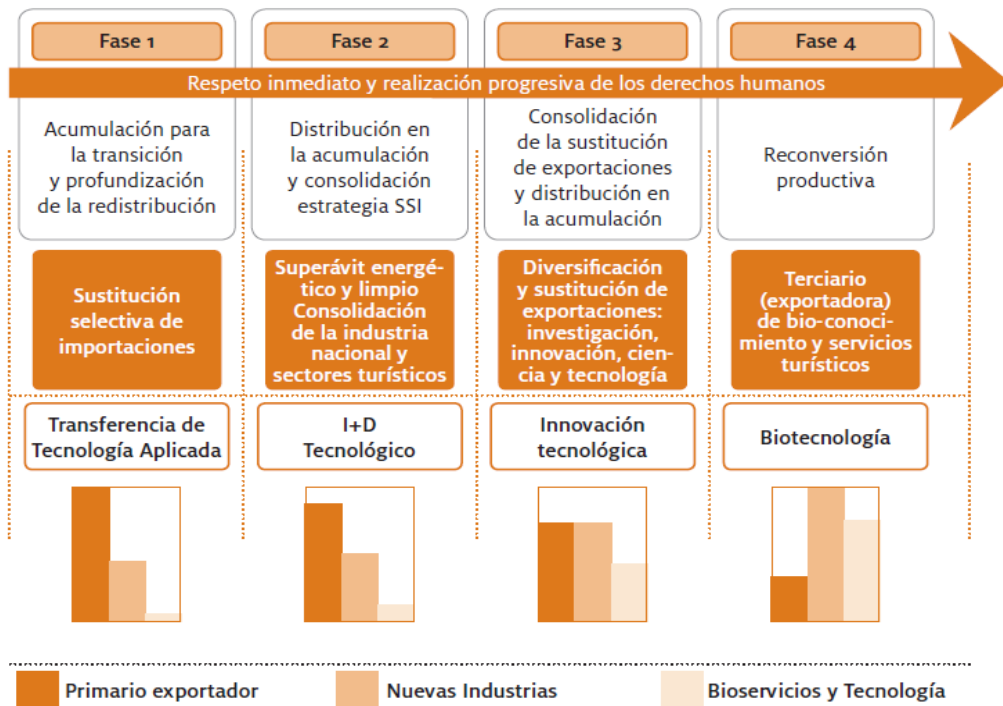 Fase 1
Fase 2
Fase 3
Fase 4
Respeto inmediato y realización progresiva de los derechos humanos
Acumulación para
la transición
y profundización
de la redistribución
Distribución en
la acumulación
y consolidación
estrategia SSI
Consolidación
de la sustitución
de exportaciones
y distribución en
la acumulación
Reconversión
productiva
Sustitución
selectiva de
importaciones
Superávit energé-
tico y limpio
Consolidación
de la industria
nacional y
sectores turísticos
Diversificación
y sustitución de
exportaciones:
investigación,
innovación, cien-
cia y tecnología
Terciario
(exportadora)
de bio-conoci-
miento y servicios
turísticos
Transferencia de
Tecnología Aplicada
I+D
Tecnológico
Innovación
tecnológica
Biotecnología
Primario exportador
Nuevas Industrias
Bioservicios y Tecnología